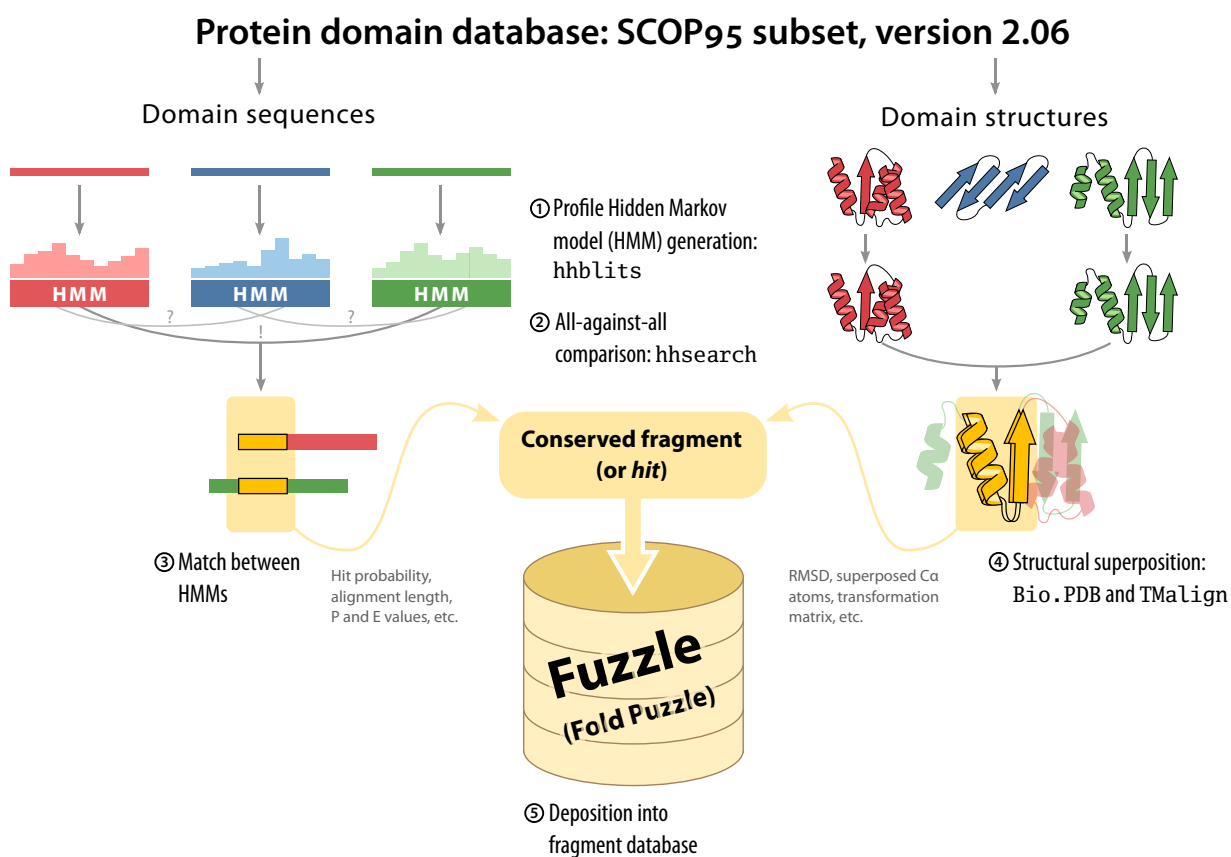 Protein domain database: SCOP95 subset, version 2.06
Domain sequences
Domain structures
① Profile Hidden Markov
model (HMM) generation:
hhblits
HMM
HMM
HMM
?
?
!
② All-against-all
comparison: hhsearch
Conserved fragment
(or hit)
③ Match between
HMMs
Hit probability,
alignment length,
P and E values, etc.
RMSD, superposed Cα
atoms, transformation
matrix, etc.
④ Structural superposition:
Bio.PDB and TMalign
Fuzzle
(Fold Puzzle)
⑤ Deposition into
fragment database